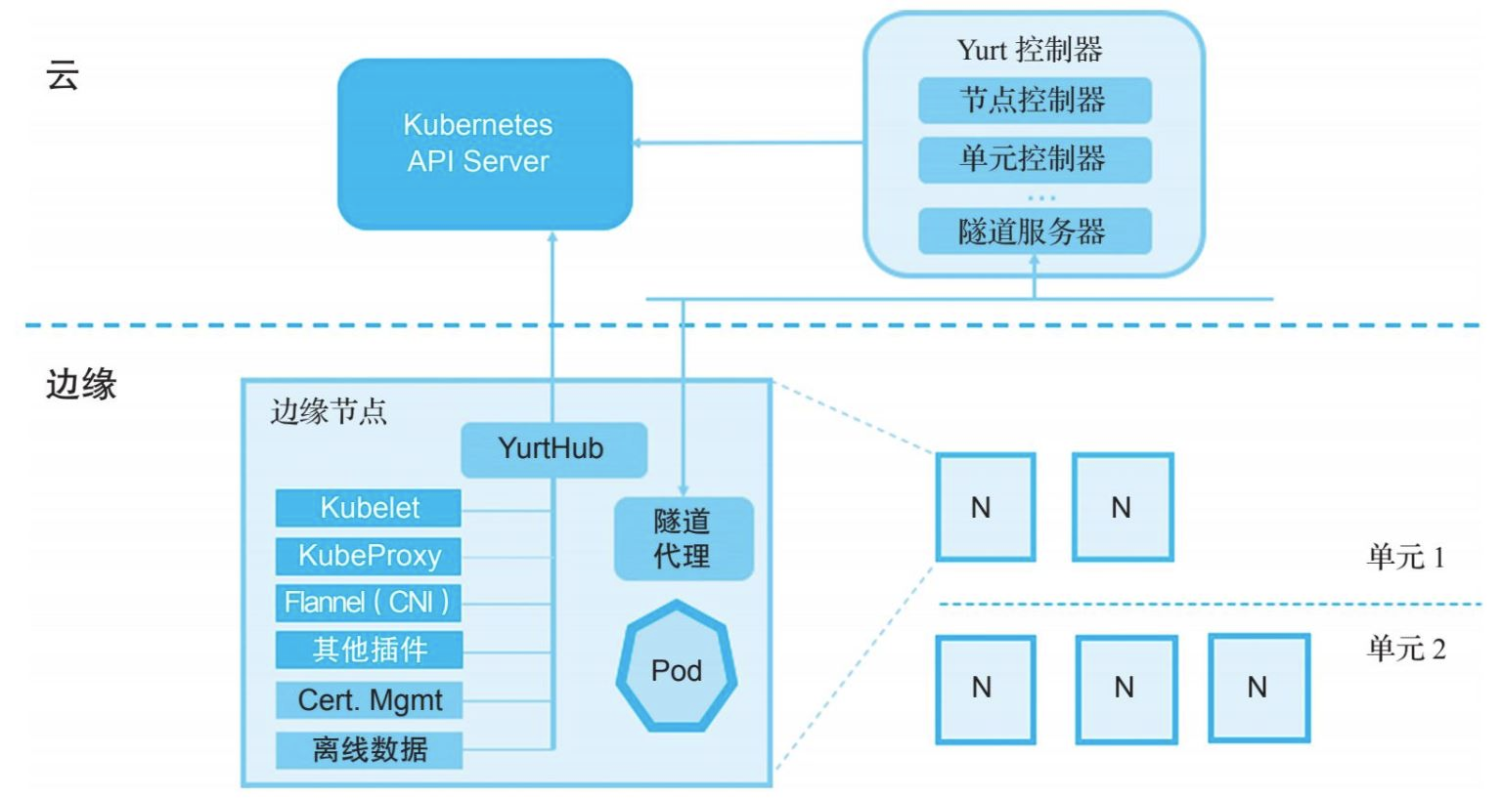 云
Kubernetes
API Server
Yurt 控制器
节点控制器
单元控制器
...
隧道服务器
边缘
边缘节点
YurtHub
Kubelet
KubeProxy
Flannel（CNI）
其他插件
Cert. Mgmt
离线数据
隧道
代理
Pod
N
N
单元 1
单元 2
N
N
N